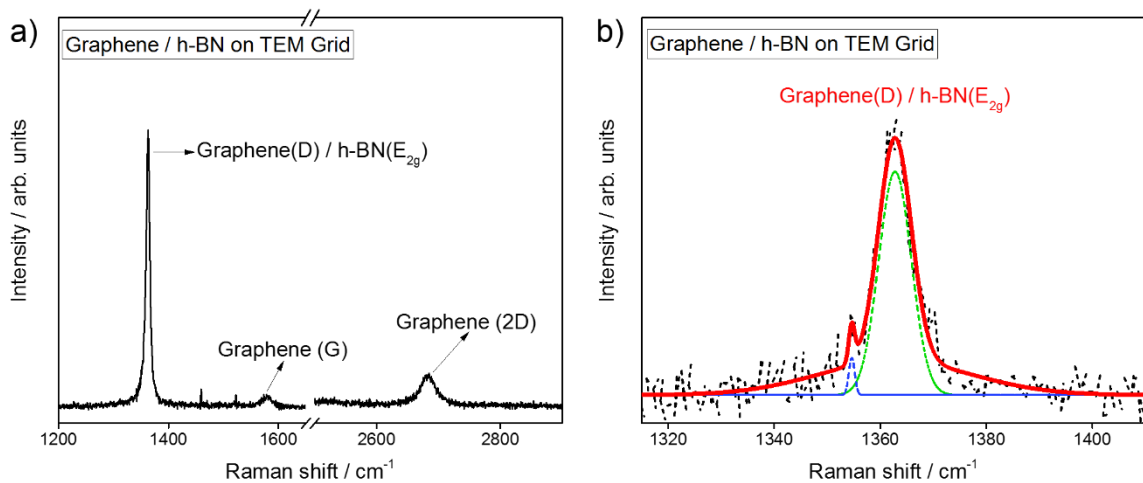 a)
Graphene / h-BN on TEM Grid
Graphene(D) / h-BN(E2g)
Graphene (G)
Graphene (2D)
Intensity / arb. units
1200 1400 1600 2600 2800
Raman shift / cm-1
b)
Graphene / h-BN on TEM Grid
Graphene(D) / h-BN(E2g)
Intensity / arb. units
1320 1340 1360 1380 1400
Raman shift / cm-1